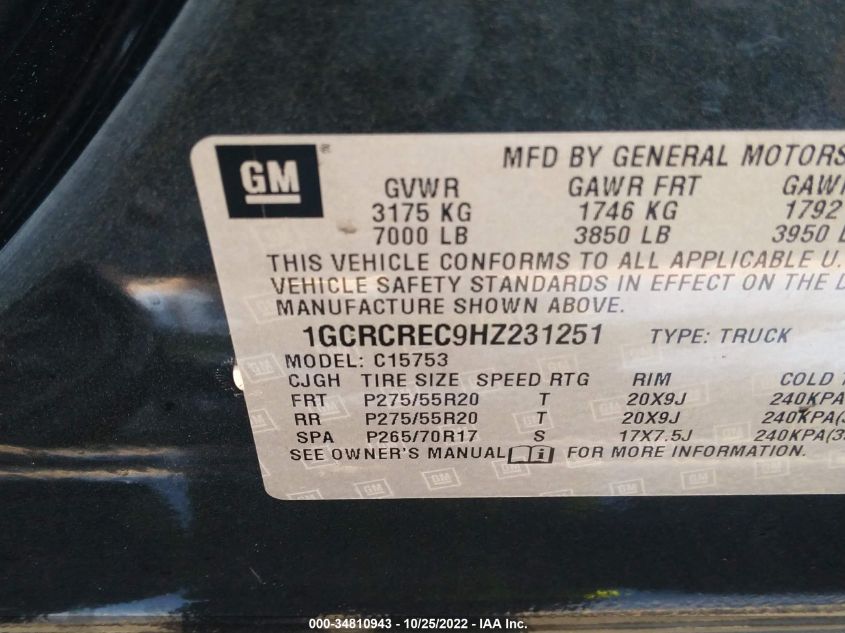 GM®
MFD BY GENERAL MOTORS
GVWR GAWR FRT GAWR
3175 KG 1746 KG 1792
7000 LB 3850 LB 3950 L
THIS VEHICLE CONFORMS TO ALL APPLICABLE U.
VEHICLE SAFETY STANDARDS IN EFFECT ON THE D
MANUFACTURE SHOWN ABOVE.
1GCRCREC9HZ231251 TYPE: TRUCK
MODEL: C15753
CJGH TIRE SIZE SPEED RTG RIM COLD T
FRT P275/55R20 T 20X9J 240KPA
RR P275/55R20 T 20X9J 240KPA(3
SPA P265/70R17 S 17X7.5J 240KPA(3
SEE OWNER'S MANUAL i FOR MORE INFORMATION.
000-34810943 - 10/25/2022 - © IAA Inc.